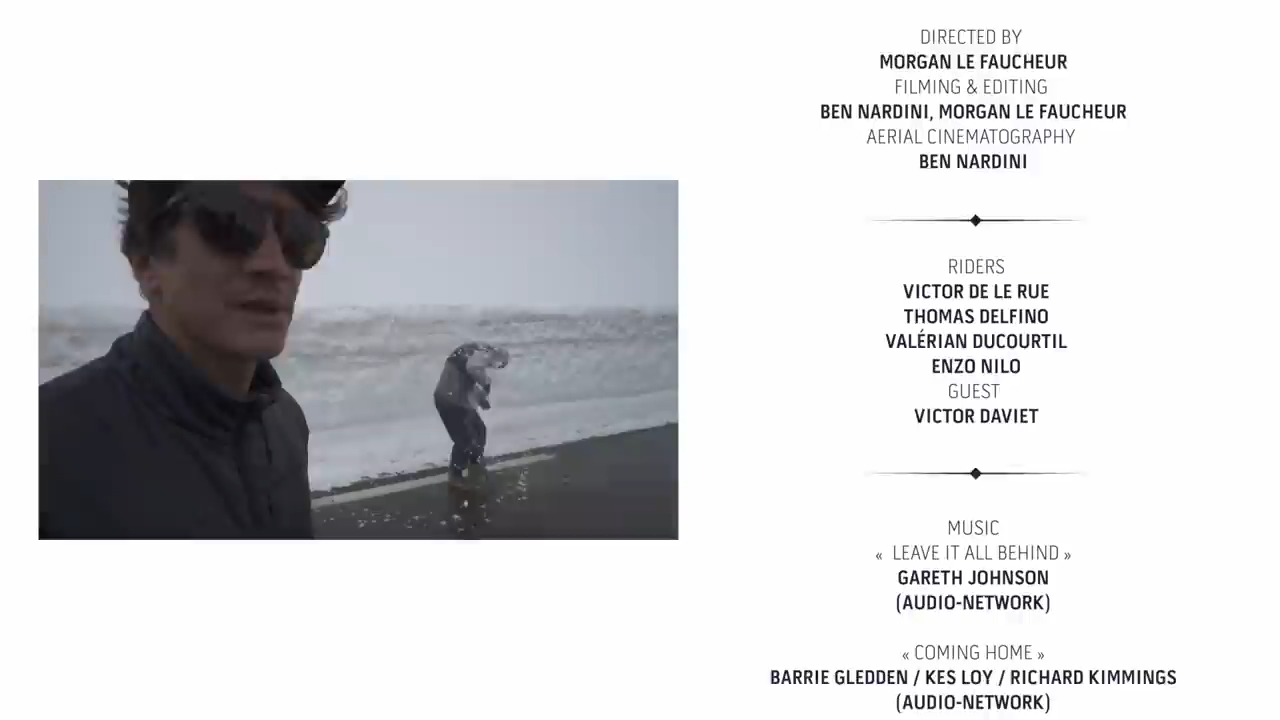 DIRECTED BY
MORGAN LE FAUCHEUR
FILMING & EDITING
BEN NARDINI, MORGAN LE FAUCHEUR
AERIAL CINEMATOGRAPHY
BEN NARDINI
RIDERS
VICTOR DE LE RUE
THOMAS DELFINO
VALÉRIAN DUCOURTIL
ENZO NILO
GUEST
VICTOR DAVIET
MUSIC
« LEAVE IT ALL BEHIND »
GARETH JOHNSON
(AUDIO-NETWORK)
« COMING HOME »
BARRIE GLEDDEN / KES LOY / RICHARD KIMMINGS
(AUDIO-NETWORK)